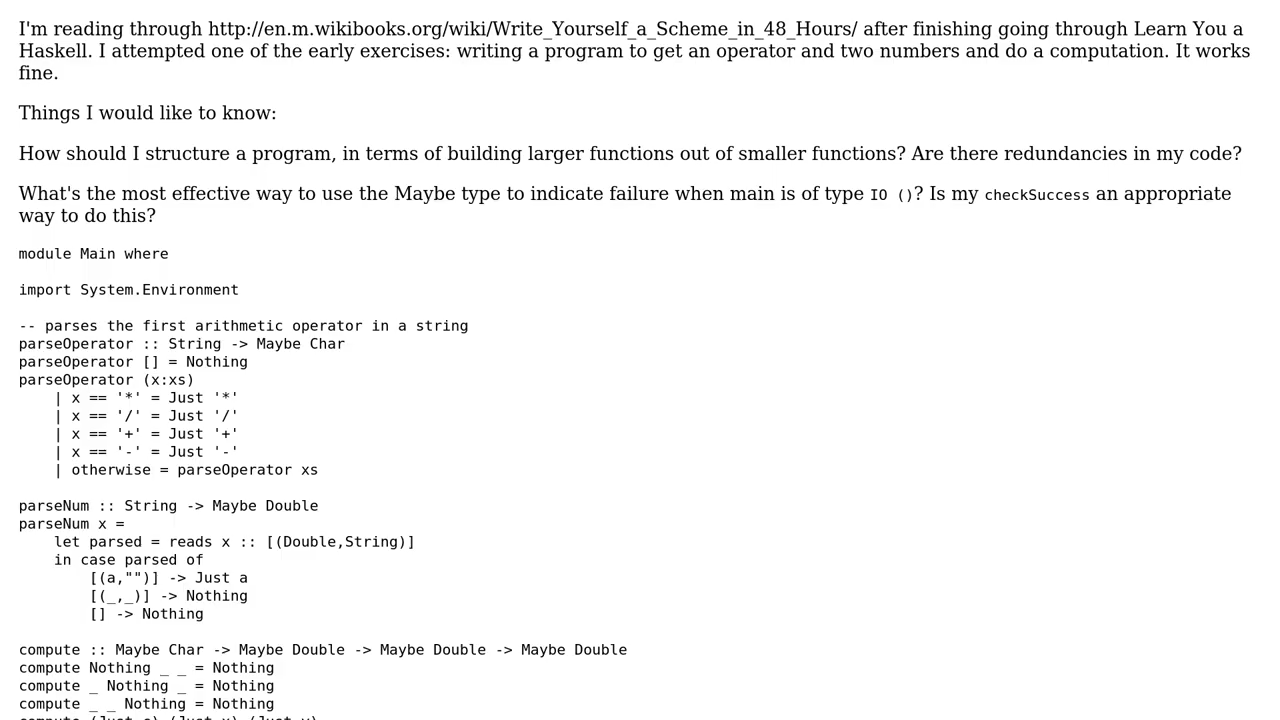 I'm reading through http://en.m.wikibooks.org/wiki/Write_Yourself_a_Scheme_in_48_Hours/ after finishing going through Learn You a
Haskell. I attempted one of the early exercises: writing a program to get an operator and two numbers and do a computation. It works
fine.
Things I would like to know:
How should I structure a program, in terms of building larger functions out of smaller functions? Are there redundancies in my code?
What's the most effective way to use the Maybe type to indicate failure when main is of type IO ()? Is my checkSuccess an appropriate
way to do this?
module Main where
import System.Environment
-- parses the first arithmetic operator in a string
parseOperator :: String -> Maybe Char
parseOperator [] = Nothing
parseOperator (x:xs)
    | x == '*' = Just '*'
    | x == '/' = Just '/'
    | x == '+' = Just '+'
    | x == '-' = Just '-'
    | otherwise = parseOperator xs
parseNum :: String -> Maybe Double
parseNum x =
    let parsed = reads x :: [(Double,String)]
    in case parsed of
        [(a,"")] -> Just a
        [(_,_)] -> Nothing
        [] -> Nothing
compute :: Maybe Char -> Maybe Double -> Maybe Double -> Maybe Double
compute Nothing _ _ = Nothing
compute _ Nothing _ = Nothing
compute _ _ Nothing = Nothing